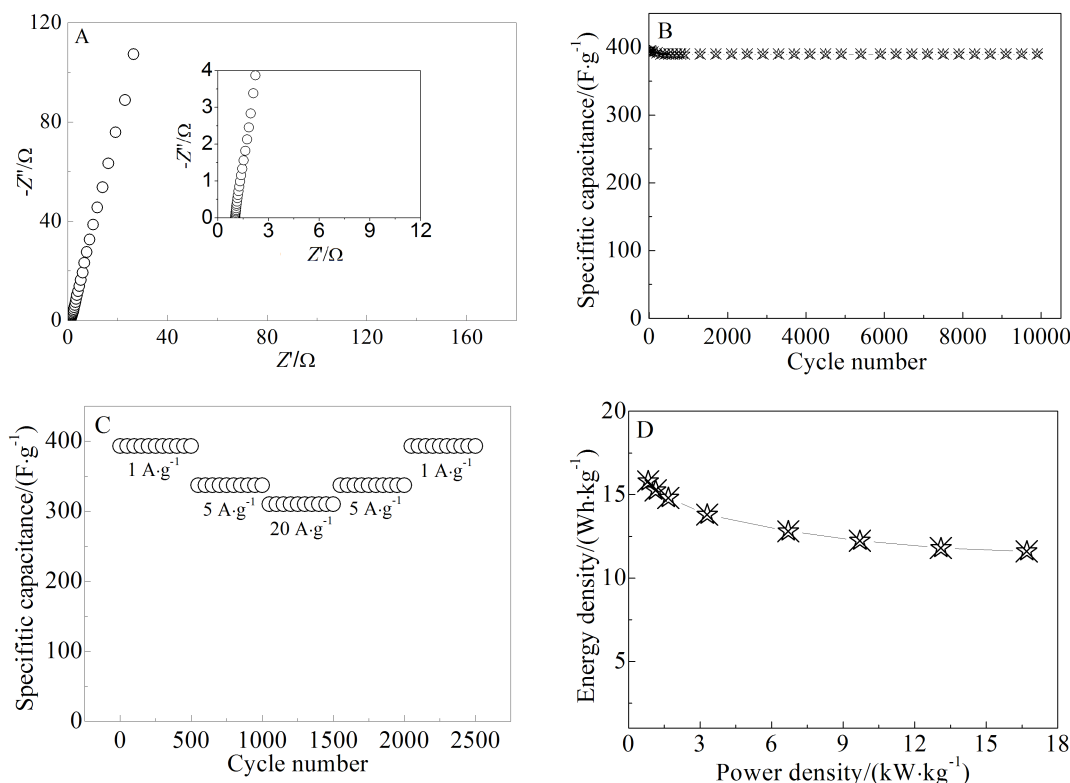 A
120
80
40
0
-Z''/Ω
0 40 80 120 160
Z'/Ω
4
3
2
1
0
-Z''/Ω
0 3 6 9 12
Z'/Ω
B
400
300
200
100
0
Specifitic capacitance/(F·g⁻¹)
0 2000 4000 6000 8000 10000
Cycle number
C
400
300
200
100
0
Specifitic capacitance/(F·g⁻¹)
1 A·g⁻¹
5 A·g⁻¹
20 A·g⁻¹
5 A·g⁻¹
1 A·g⁻¹
0 500 1000 1500 2000 2500
Cycle number
D
20
15
10
5
Energy density/(Wh·kg⁻¹)
0 3 6 9 12 15 18
Power density/(kW·kg⁻¹)